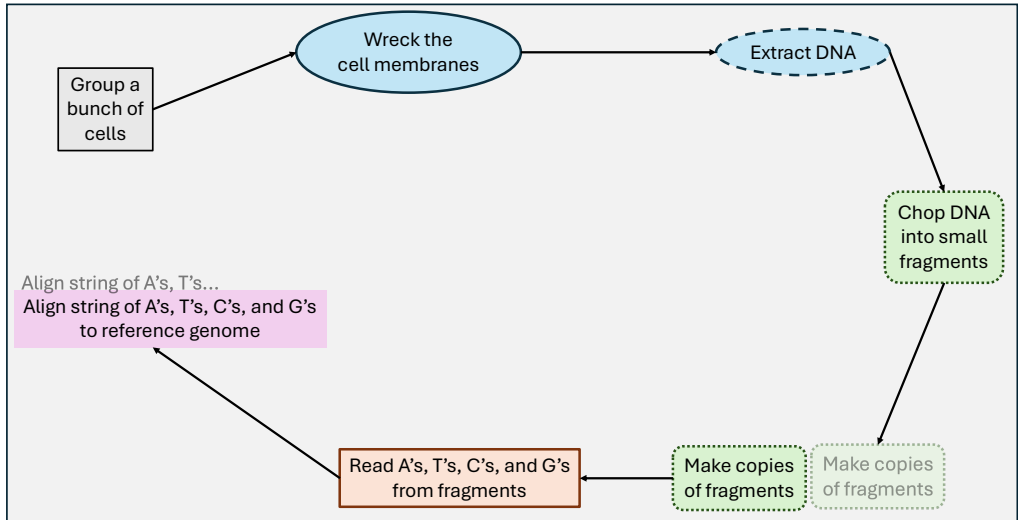 Wreck the
cell membranes
Extract DNA
Group a
bunch of
cells
Chop DNA
into small
fragments
Align string of A's, T's...
Align string of A's, T's, C's, and G's
to reference genome
Read A's, T's, C's, and G's
from fragments
Make copies
of fragments
Make copies
of fragments